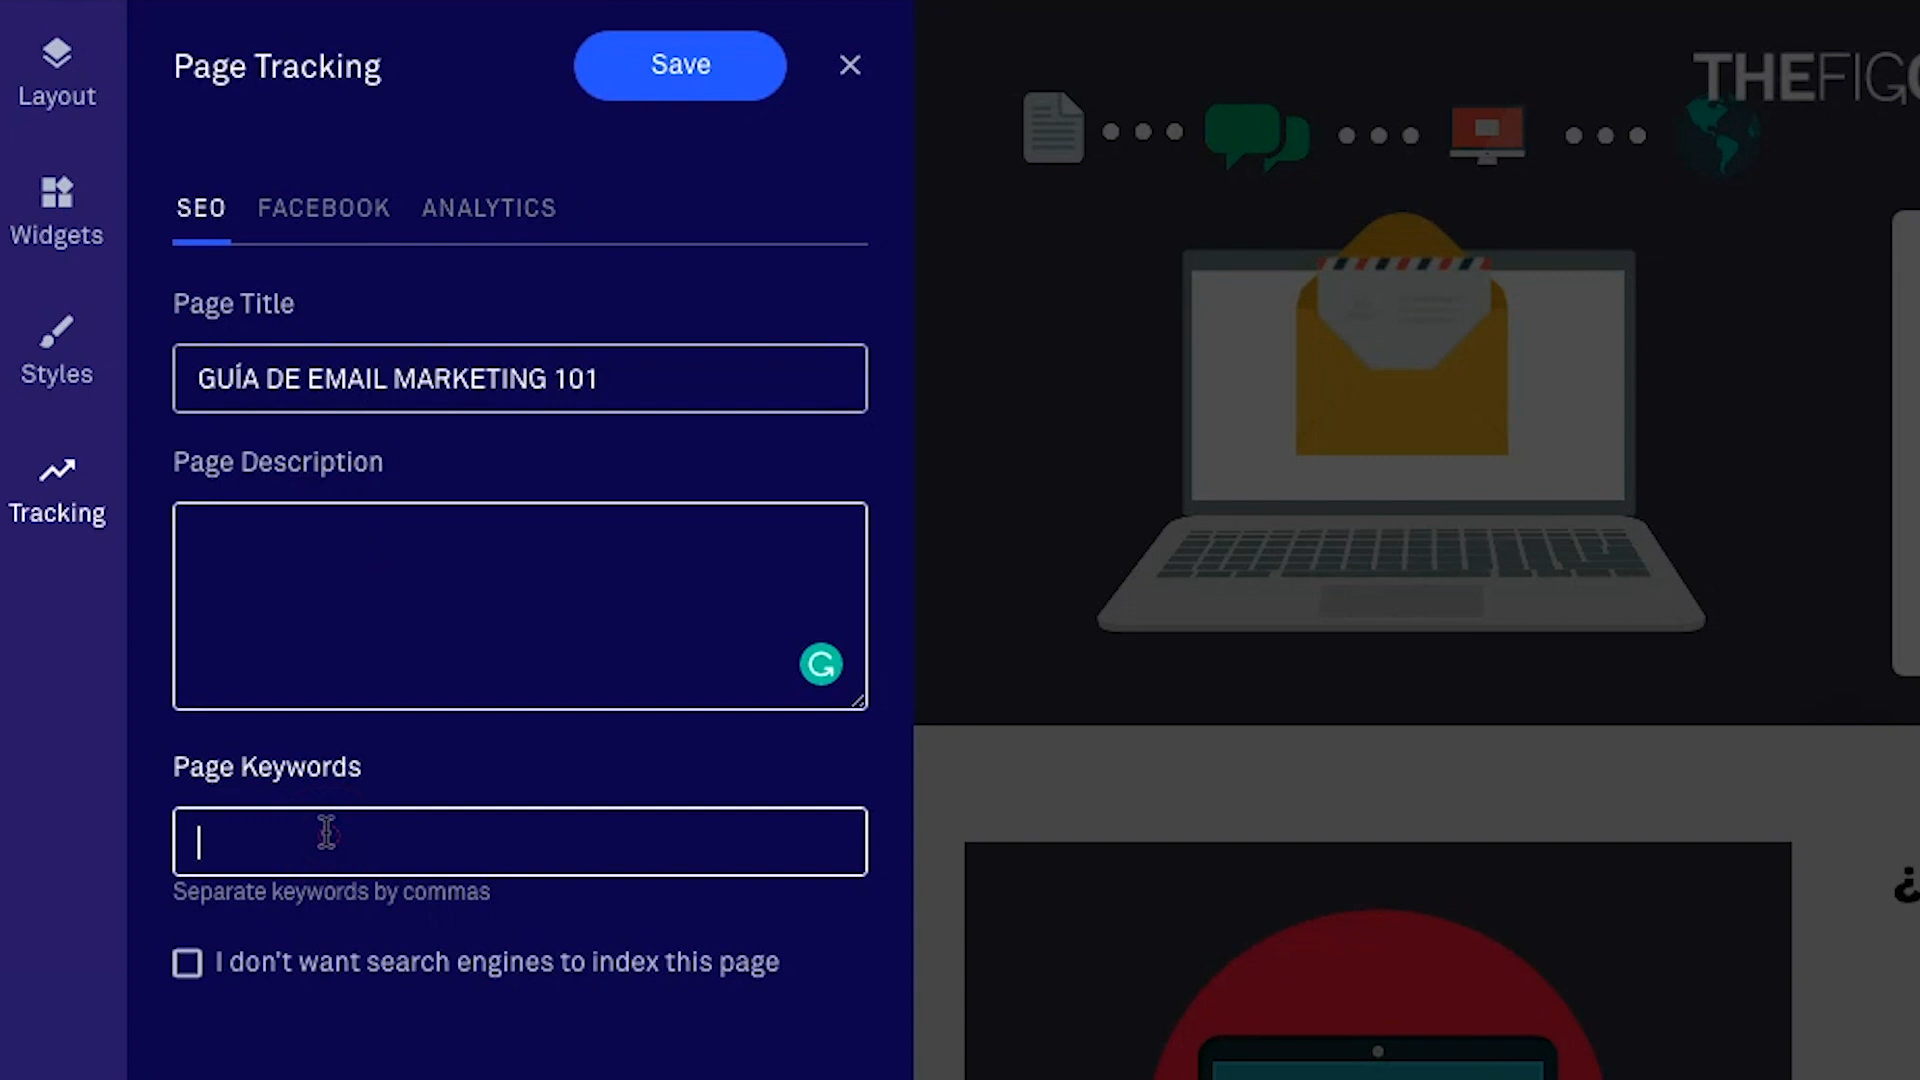 Layout
Widgets
Styles
Tracking
Page Tracking
Save
SEO FACEBOOK ANALYTICS
Page Title
GUÍA DE EMAIL MARKETING 101
Page Description
Page Keywords
Separate keywords by commas
I don't want search engines to index this page
THEFIG
¿